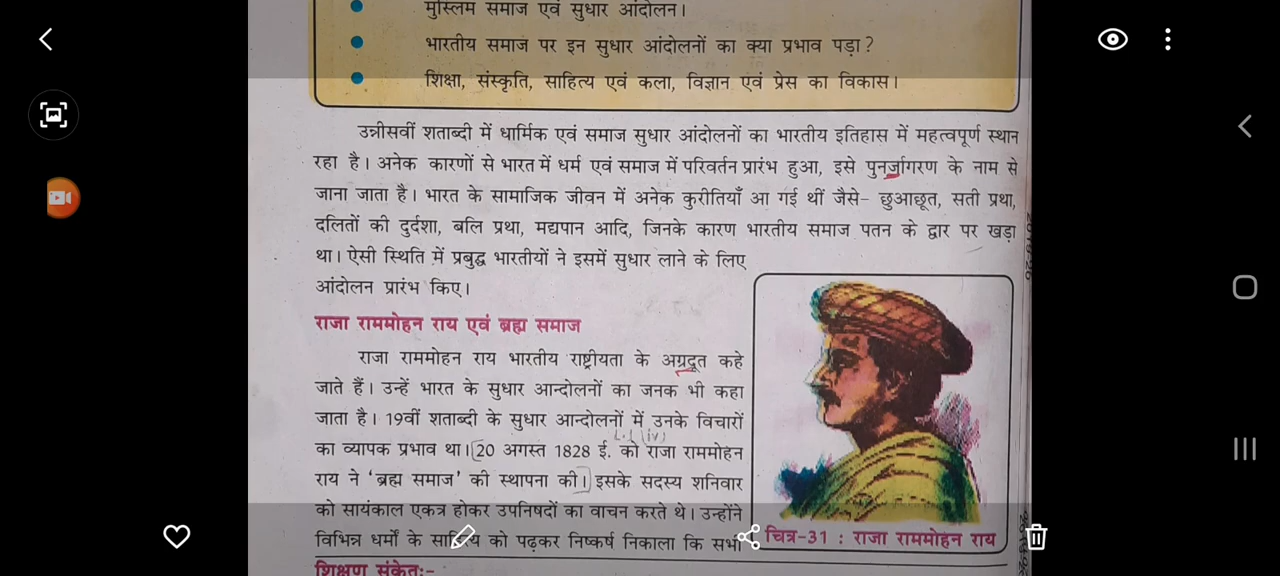 मुस्लिम समाज एवं सुधार आंदोलन।
भारतीय समाज पर इन सुधार आंदोलनों का क्या प्रभाव पड़ा?
शिक्षा, संस्कृति, साहित्य एवं कला, विज्ञान एवं प्रेस का विकास।
उन्नीसवीं शताब्दी में धार्मिक एवं समाज सुधार आंदोलनों का भारतीय इतिहास में महत्वपूर्ण स्थान
रहा है। अनेक कारणों से भारत में धर्म एवं समाज में परिवर्तन प्रारंभ हुआ, इसे पुनर्जागरण के नाम से
जाना जाता है। भारत के सामाजिक जीवन में अनेक कुरीतियाँ आ गई थीं जैसे– छुआछूत, सती प्रथा,
दलितों की दुर्दशा, बलि प्रथा, मद्यपान आदि, जिनके कारण भारतीय समाज पतन के द्वार पर खड़ा
था। ऐसी स्थिति में प्रबुद्ध भारतीयों ने इसमें सुधार लाने के लिए
आंदोलन प्रारंभ किए।
राजा राममोहन राय एवं ब्रह्म समाज
राजा राममोहन राय भारतीय राष्ट्रीयता के अग्रदूत कहे
जाते हैं। उन्हें भारत के सुधार आन्दोलनों का जनक भी कहा
जाता है। 19वीं शताब्दी के सुधार आन्दोलनों में उनके विचारों
का व्यापक प्रभाव था। [20 अगस्त 1828 ई. को राजा राममोहन
राय ने ‘ब्रह्म समाज’ की स्थापना की।] इसके सदस्य शनिवार
को सायंकाल एकत्र होकर उपनिषदों का वाचन करते थे। उन्होंने
विभिन्न धर्मों के साहित्य को पढ़कर निष्कर्ष निकाला कि सभी
चित्र-31 : राजा राममोहन राय
शिक्षण संकेतः-